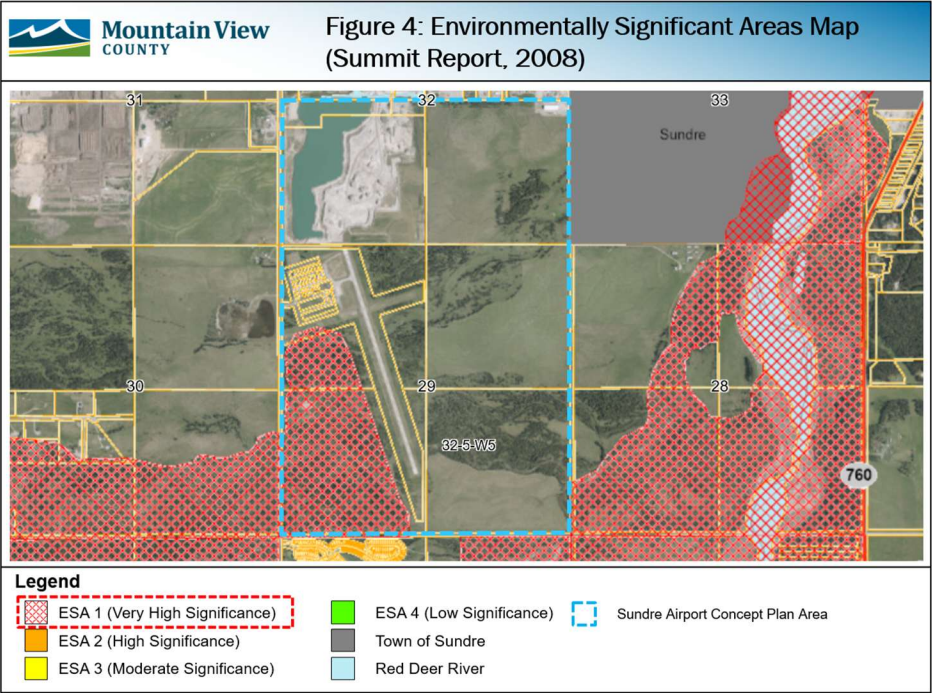 Mountain View
COUNTY
Figure 4: Environmentally Significant Areas Map
(Summit Report, 2008)
31
32
33
Sundre
30
29
28
32-5-W5
760
Legend
ESA 1 (Very High Significance)
ESA 2 (High Significance)
ESA 3 (Moderate Significance)
ESA 4 (Low Significance)
Town of Sundre
Red Deer River
Sundre Airport Concept Plan Area